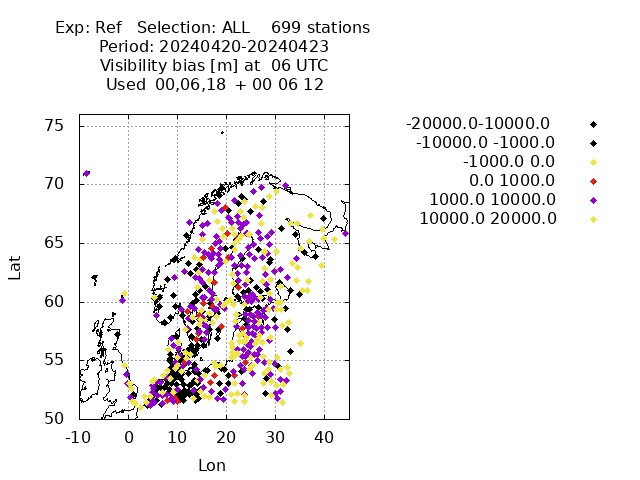 Exp: Ref   Selection: ALL    699 stations
Period: 20240420-20240423
Visibility bias [m] at  06 UTC
Used  00,06,18  + 00 06 12
-20000.0-10000.0
-10000.0 -1000.0
-1000.0 0.0
0.0 1000.0
1000.0 10000.0
10000.0 20000.0
75
70
65
60
55
50
Lat
-10 0 10 20 30 40
Lon